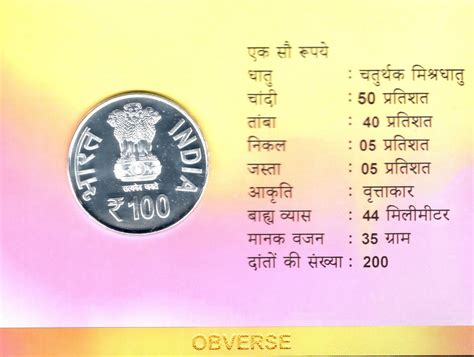 एक सौ रूपये
धातु : चतुर्थक मिश्रधातु
चांदी : 50 प्रतिशत
तांबा : 40 प्रतिशत
निकल : 05 प्रतिशत
जस्ता : 05 प्रतिशत
आकृति : वृत्ताकार
बाह्य व्यास : 44 मिलीमीटर
मानक वजन : 35 ग्राम
दांतों की संख्या : 200
भारत
INDIA
सत्यमेव जयते
₹ 100
OBVERSE